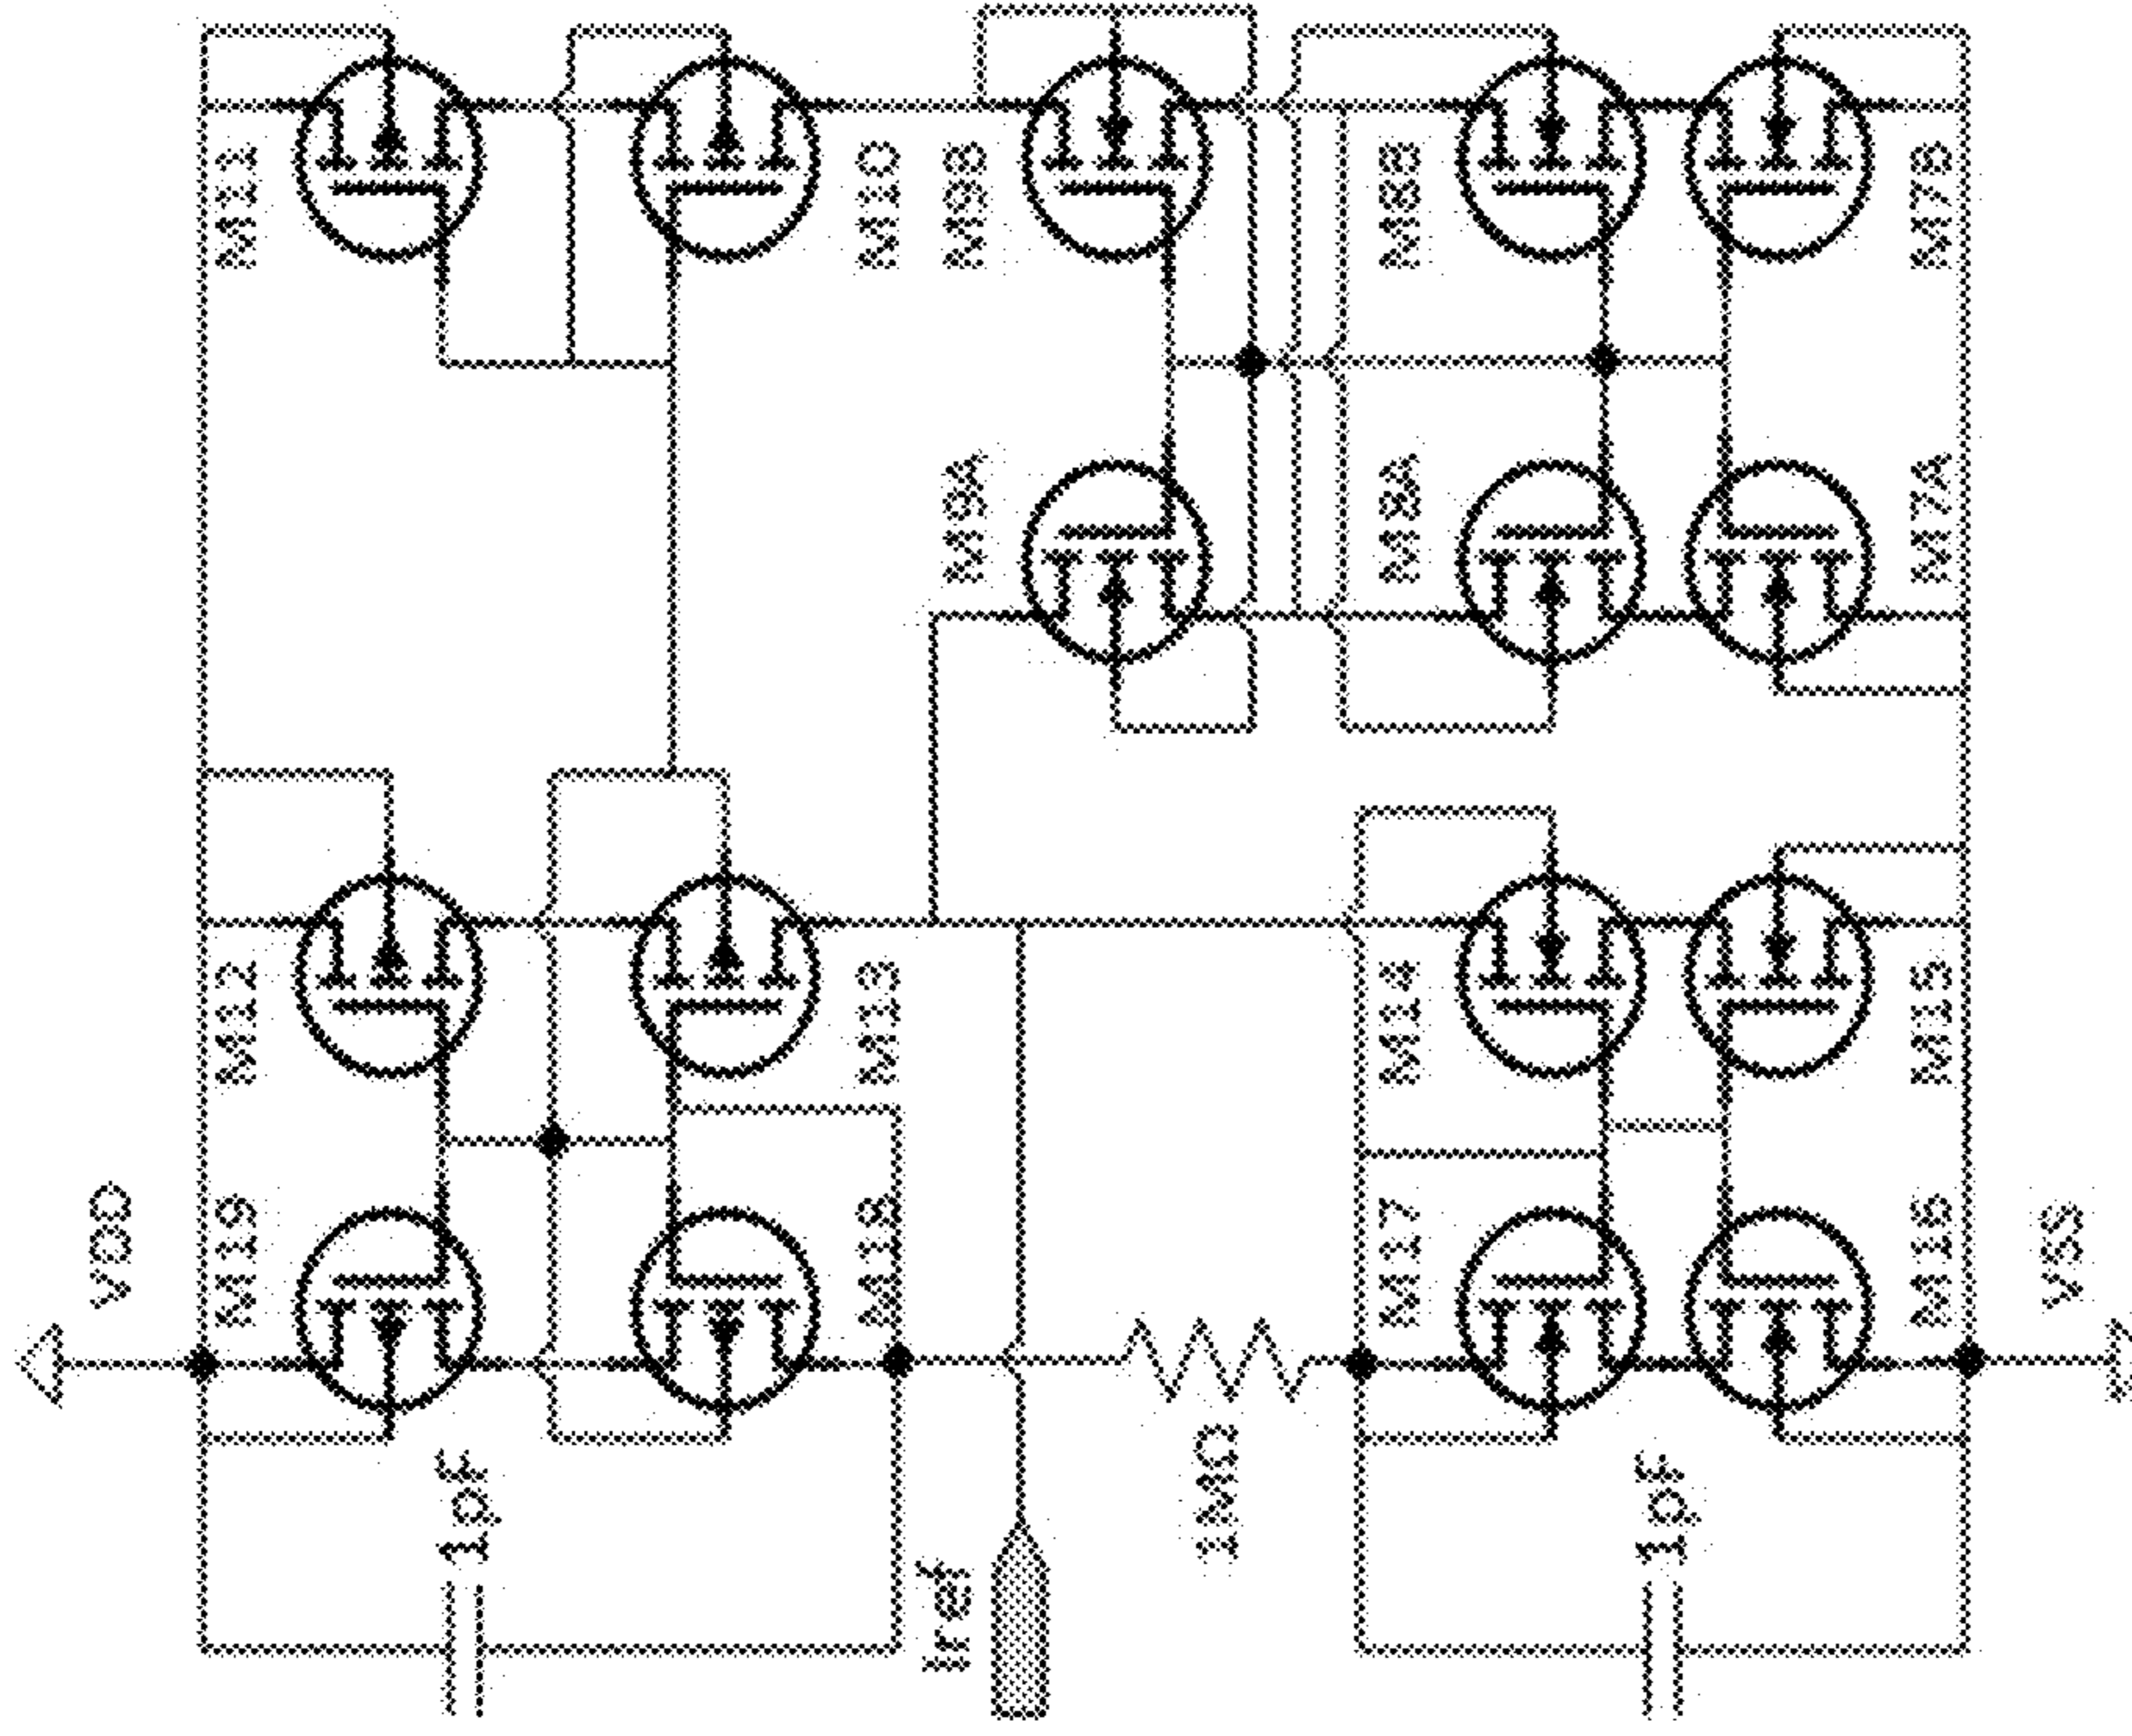 VDD
M19
M12
M11
1pF
M18
M13
M10
Iref
M9A
M9B
1MΩ
M17
M14
M8A
M8B
1pF
M16
M15
M7A
M7B
VSS